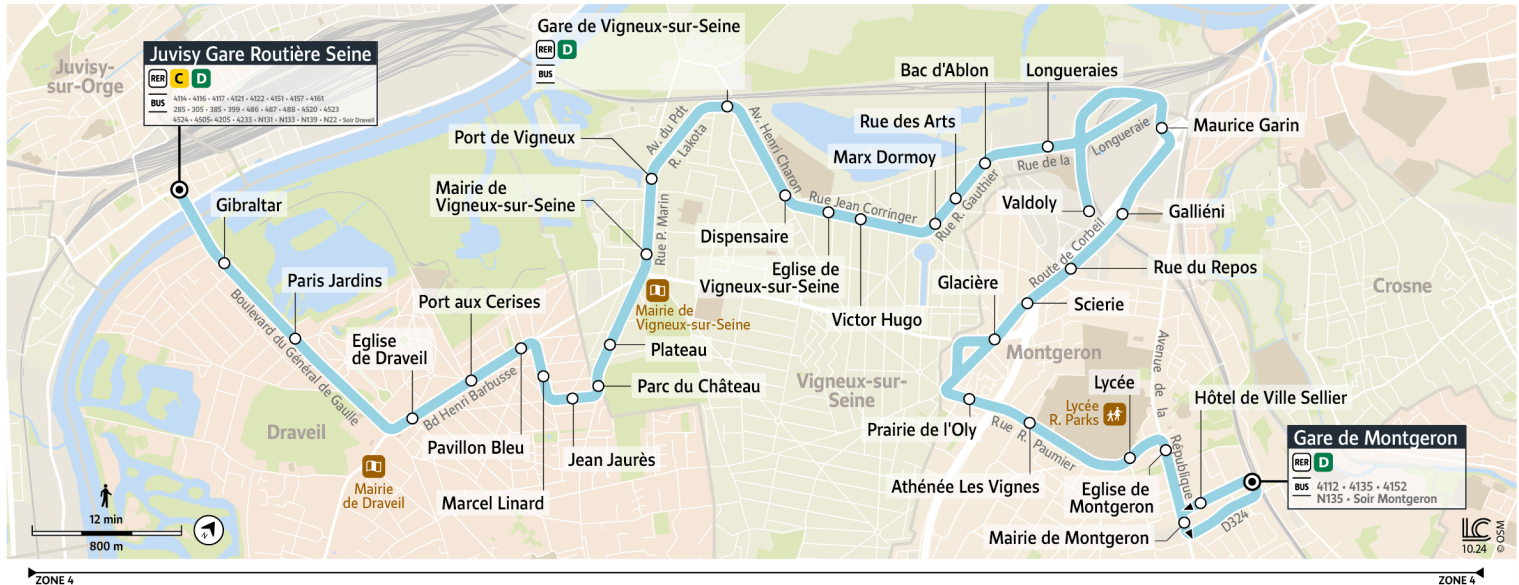 Juvisy-
sur-Orge
Juvisy Gare Routière Seine
RER C D
BUS
4114 • 4116 • 4117 • 4121 • 4122 • 4151 • 4157 • 4161
285 • 305 • 385 • 399 • 486 • 487 • 488 • 4520 • 4523
4524 • 4505 • 4205 • 4233 • N131 • N133 • N139 • N22 • Soir Draveil
Gare de Vigneux-sur-Seine
RER D
BUS
Gibraltar
Paris Jardins
Boulevard du Général de Gaulle
Eglise
de Draveil
Port aux Cerises
Bd Henri Barbusse
Draveil
Mairie
de Draveil
Pavillon Bleu
Marcel Linard
Jean Jaurès
Parc du Château
Plateau
Mairie de
Vigneux-sur-Seine
Mairie de
Vigneux-sur-Seine
Rue P. Marin
Port de Vigneux
Av. du Pdt
R. Lakota
Av. Henri Charon
Dispensaire
Rue Jean Corringer
Eglise de
Vigneux-sur-Seine
Victor Hugo
Marx Dormoy
Rue des Arts
Rue R. Gauthier
Bac d'Ablon
Longueraies
Rue de la Longueraie
Valdoly
Maurice Garin
Galliéni
Route de Corbeil
Rue du Repos
Scierie
Glacière
Montgeron
Crosne
Vigneux-sur-
Seine
Prairie de l'Oly
Rue R. Paumier
Athénée Les Vignes
Lycée
Lycée
R. Parks
Avenue de la République
Eglise de
Montgeron
Mairie de Montgeron
Hôtel de Ville Sellier
D324
Gare de Montgeron
RER D
BUS
4112 • 4135 • 4152
N135 • Soir Montgeron
12 min
800 m
N
LC
10.24
© OSM
ZONE 4
ZONE 4